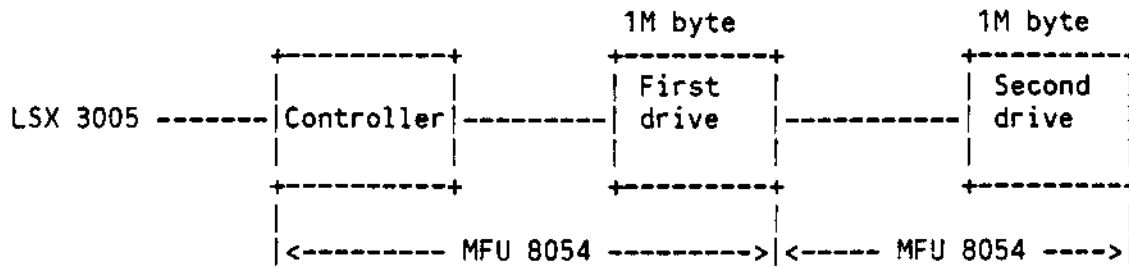 1M byte 1M byte
First Second
LSX 3005 Controller drive drive
MFU 8054 MFU 8054